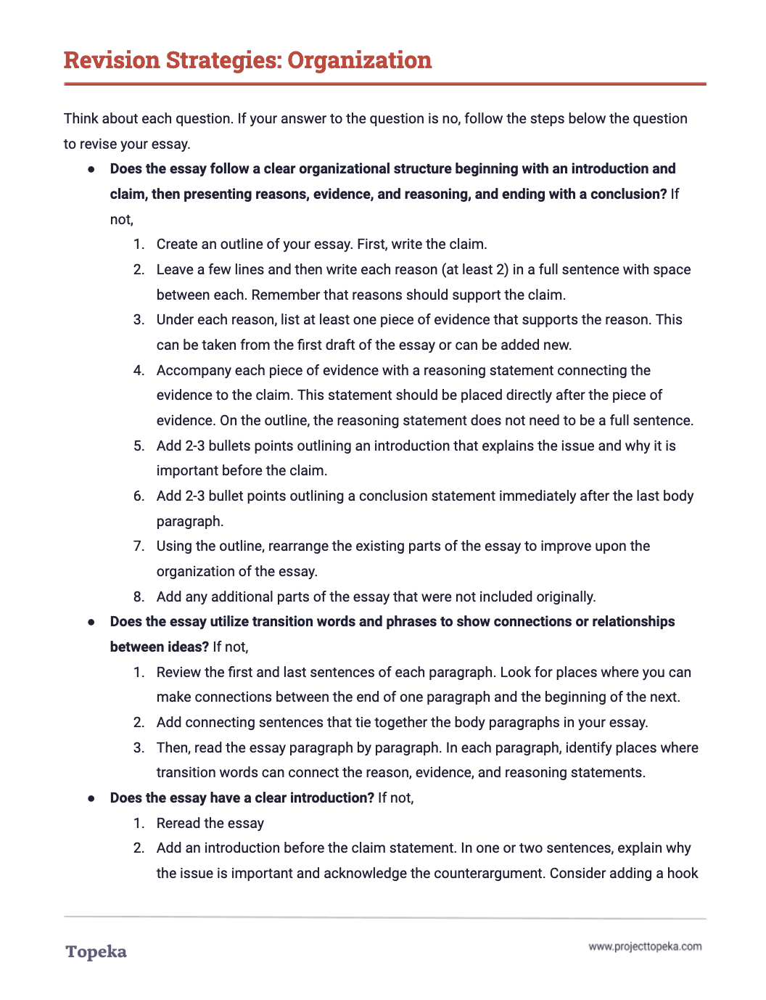 Revision Strategies: Organization
Think about each question. If your answer to the question is no, follow the steps below the question
to revise your essay.
● Does the essay follow a clear organizational structure beginning with an introduction and
claim, then presenting reasons, evidence, and reasoning, and ending with a conclusion? If
not,
1. Create an outline of your essay. First, write the claim.
2. Leave a few lines and then write each reason (at least 2) in a full sentence with space
between each. Remember that reasons should support the claim.
3. Under each reason, list at least one piece of evidence that supports the reason. This
can be taken from the first draft of the essay or can be added new.
4. Accompany each piece of evidence with a reasoning statement connecting the
evidence to the claim. This statement should be placed directly after the piece of
evidence. On the outline, the reasoning statement does not need to be a full sentence.
5. Add 2-3 bullets points outlining an introduction that explains the issue and why it is
important before the claim.
6. Add 2-3 bullet points outlining a conclusion statement immediately after the last body
paragraph.
7. Using the outline, rearrange the existing parts of the essay to improve upon the
organization of the essay.
8. Add any additional parts of the essay that were not included originally.
● Does the essay utilize transition words and phrases to show connections or relationships
between ideas? If not,
1. Review the first and last sentences of each paragraph. Look for places where you can
make connections between the end of one paragraph and the beginning of the next.
2. Add connecting sentences that tie together the body paragraphs in your essay.
3. Then, read the essay paragraph by paragraph. In each paragraph, identify places where
transition words can connect the reason, evidence, and reasoning statements.
● Does the essay have a clear introduction? If not,
1. Reread the essay
2. Add an introduction before the claim statement. In one or two sentences, explain why
the issue is important and acknowledge the counterargument. Consider adding a hook
Topeka
www.projecttopeka.com